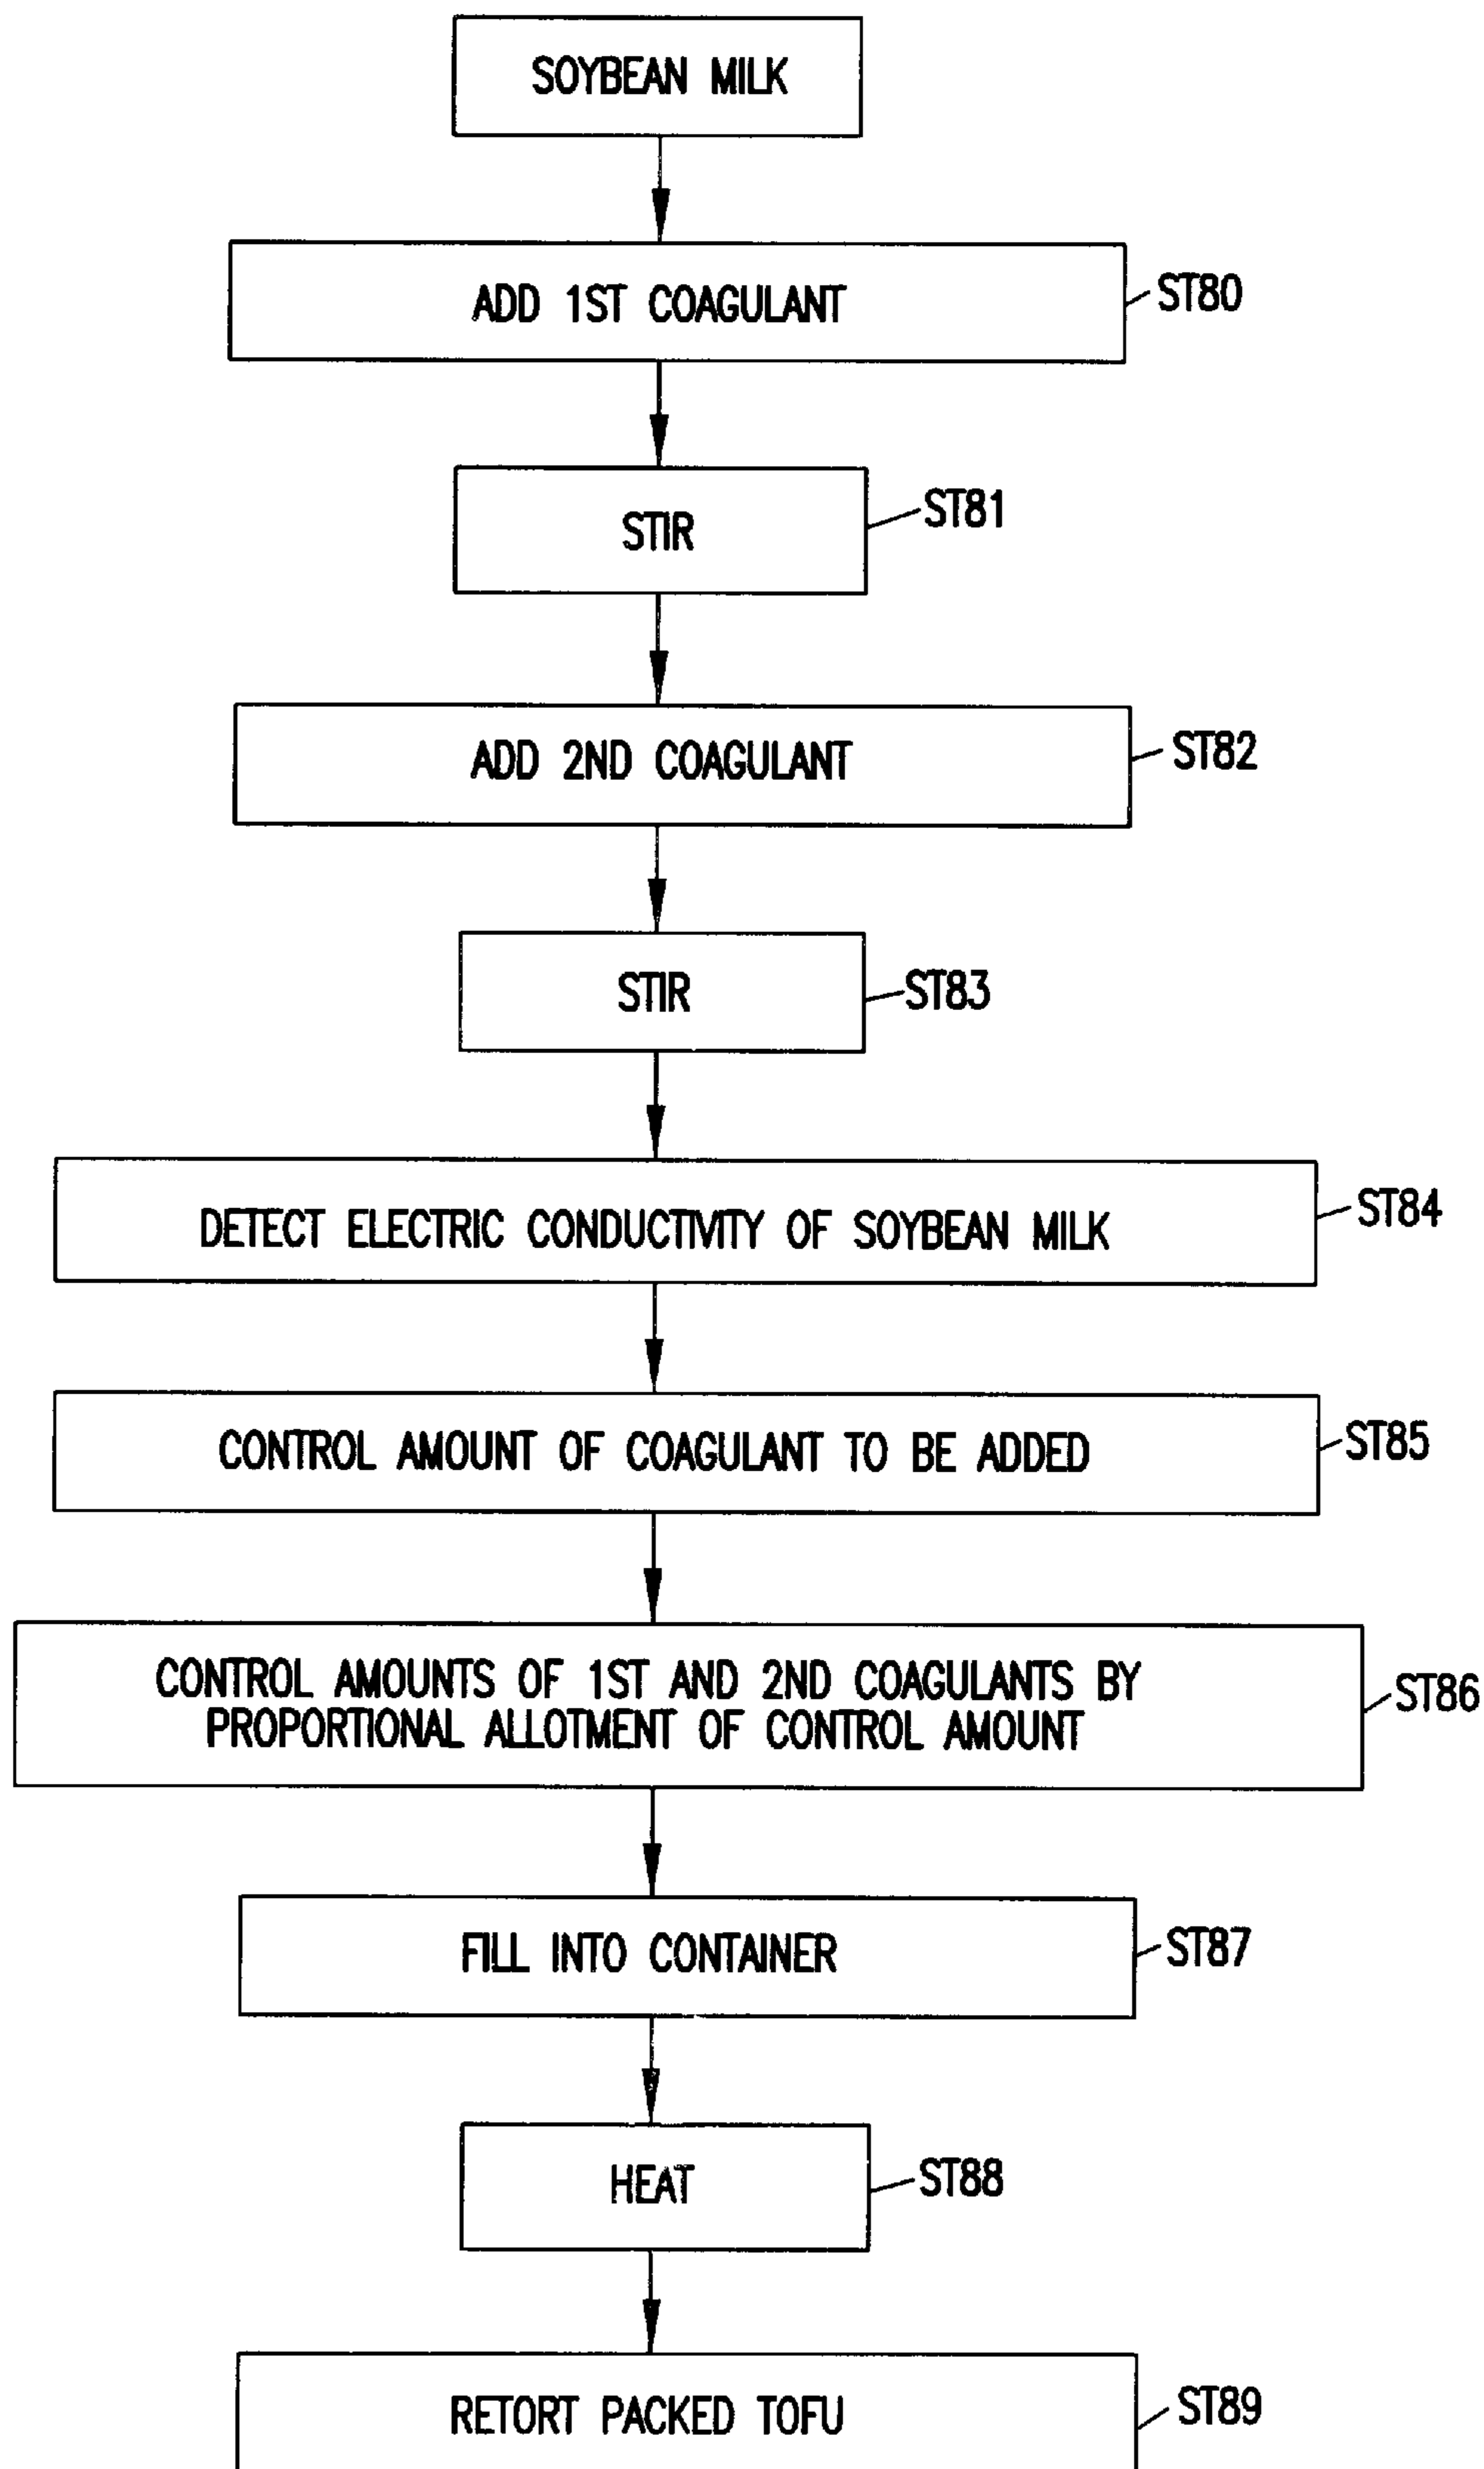 SOYBEAN MILK
ADD 1ST COAGULANT
ST80
STIR
ST81
ADD 2ND COAGULANT
ST82
STIR
ST83
DETECT ELECTRIC CONDUCTIVITY OF SOYBEAN MILK
ST84
CONTROL AMOUNT OF COAGULANT TO BE ADDED
ST85
CONTROL AMOUNTS OF 1ST AND 2ND COAGULANTS BY
PROPORTIONAL ALLOTMENT OF CONTROL AMOUNT
ST86
FILL INTO CONTAINER
ST87
HEAT
ST88
RETORT PACKED TOFU
ST89